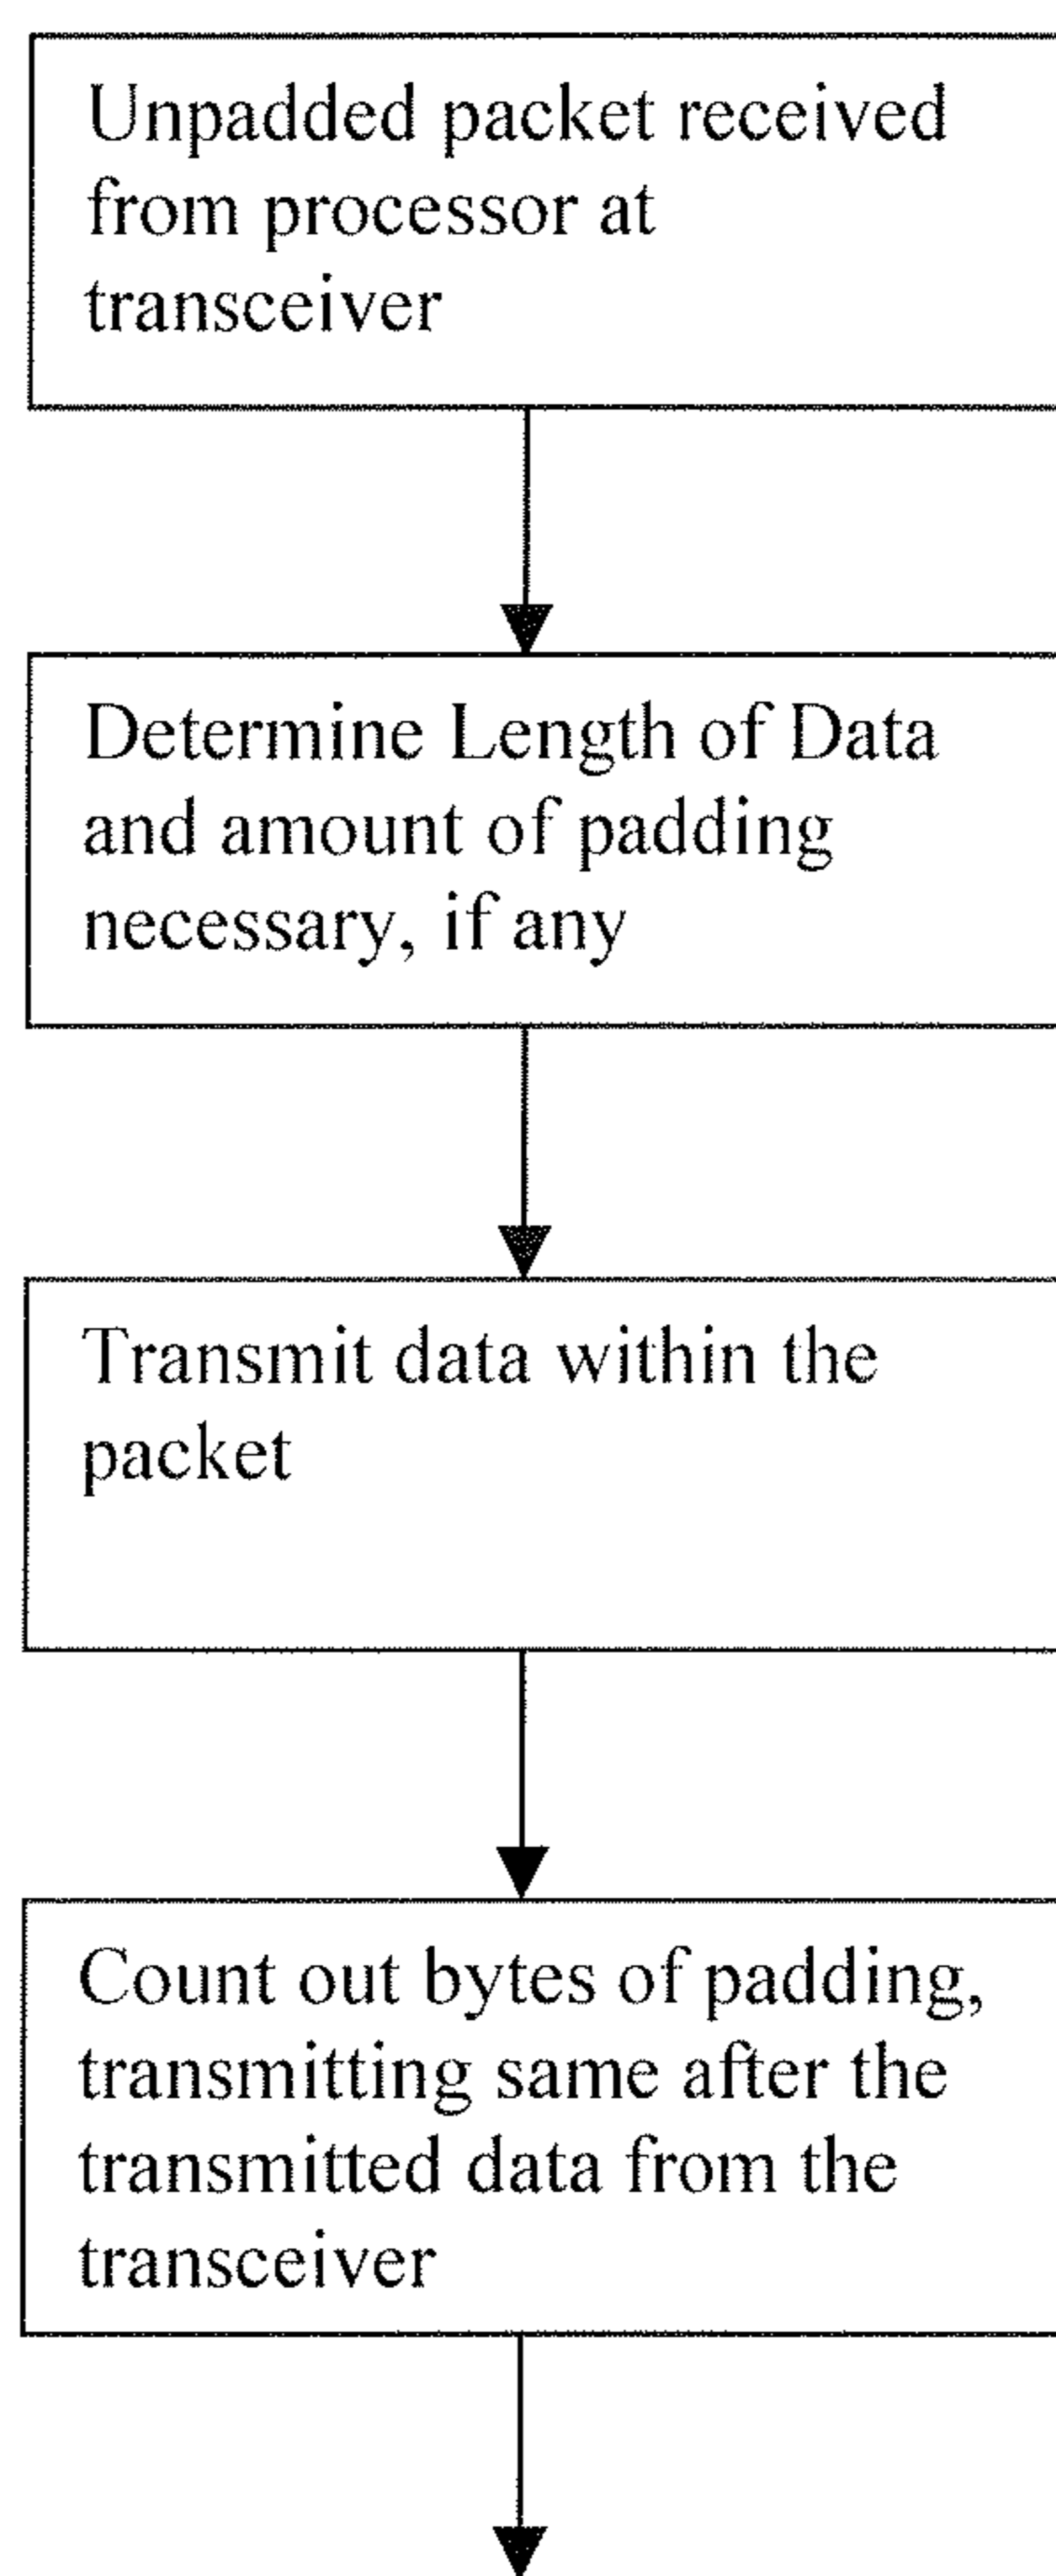 Unpadded packet received
from processor at
transceiver
Determine Length of Data
and amount of padding
necessary, if any
Transmit data within the
packet
Count out bytes of padding,
transmitting same after the
transmitted data from the
transceiver